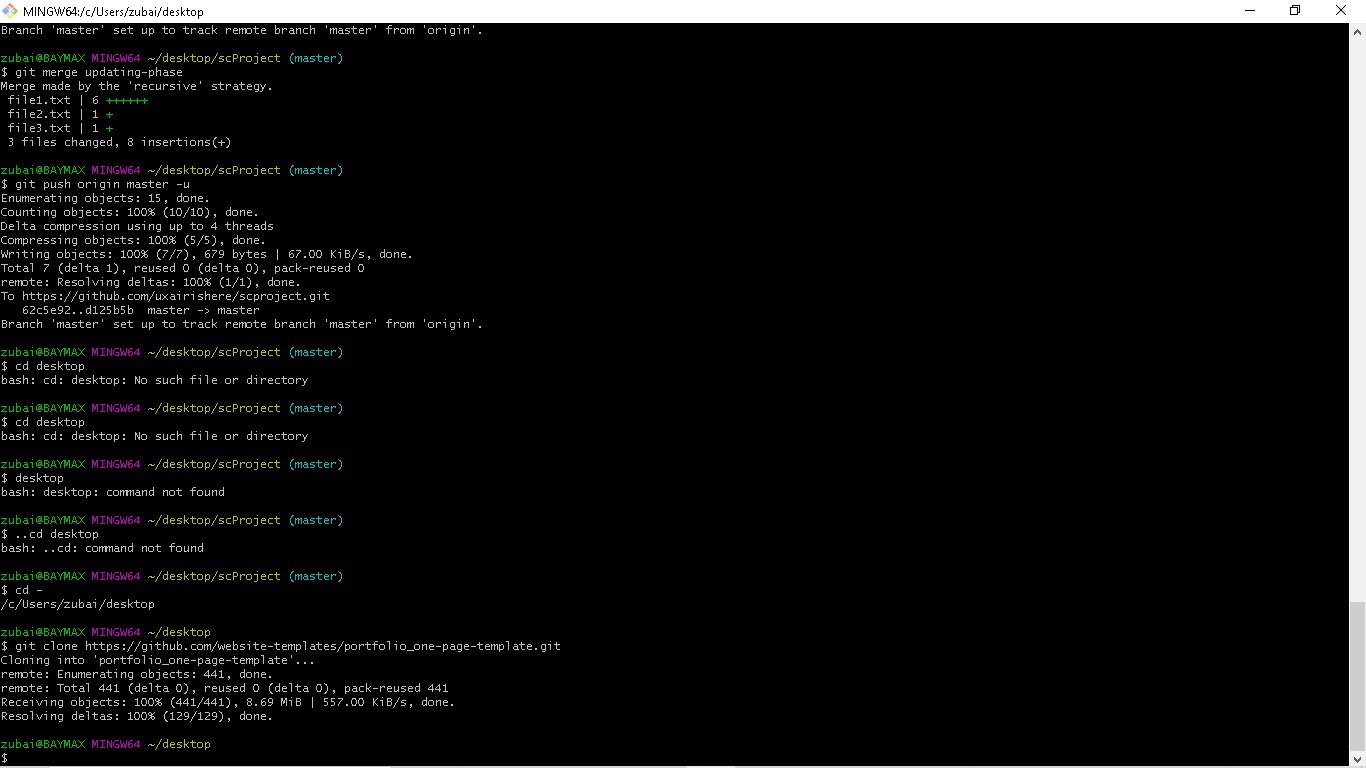 MINGW64:/c/Users/zubai/desktop
Branch 'master' set up to track remote branch 'master' from 'origin'.
zubai@BAYMAX MINGW64 ~/desktop/scProject (master)
$ git merge updating-phase
Merge made by the 'recursive' strategy.
file1.txt | 6 ++++++
file2.txt | 1 +
file3.txt | 1 +
3 files changed, 8 insertions(+)
zubai@BAYMAX MINGW64 ~/desktop/scProject (master)
$ git push origin master -u
Enumerating objects: 15, done.
Counting objects: 100% (10/10), done.
Delta compression using up to 4 threads
Compressing objects: 100% (5/5), done.
Writing objects: 100% (7/7), 679 bytes | 67.00 KiB/s, done.
Total 7 (delta 1), reused 0 (delta 0), pack-reused 0
remote: Resolving deltas: 100% (1/1), done.
To https://github.com/uxairishere/scproject.git
62c5e92..d125b5b  master -> master
Branch 'master' set up to track remote branch 'master' from 'origin'.
zubai@BAYMAX MINGW64 ~/desktop/scProject (master)
$ cd desktop
bash: cd: desktop: No such file or directory
zubai@BAYMAX MINGW64 ~/desktop/scProject (master)
$ cd desktop
bash: cd: desktop: No such file or directory
zubai@BAYMAX MINGW64 ~/desktop/scProject (master)
$ desktop
bash: desktop: command not found
zubai@BAYMAX MINGW64 ~/desktop/scProject (master)
$ ..cd desktop
bash: ..cd: command not found
zubai@BAYMAX MINGW64 ~/desktop/scProject (master)
$ cd -
/c/Users/zubai/desktop
zubai@BAYMAX MINGW64 ~/desktop
$ git clone https://github.com/website-templates/portfolio_one-page-template.git
Cloning into 'portfolio_one-page-template'...
remote: Enumerating objects: 441, done.
remote: Total 441 (delta 0), reused 0 (delta 0), pack-reused 441
Receiving objects: 100% (441/441), 8.69 MiB | 557.00 KiB/s, done.
Resolving deltas: 100% (129/129), done.
zubai@BAYMAX MINGW64 ~/desktop
$